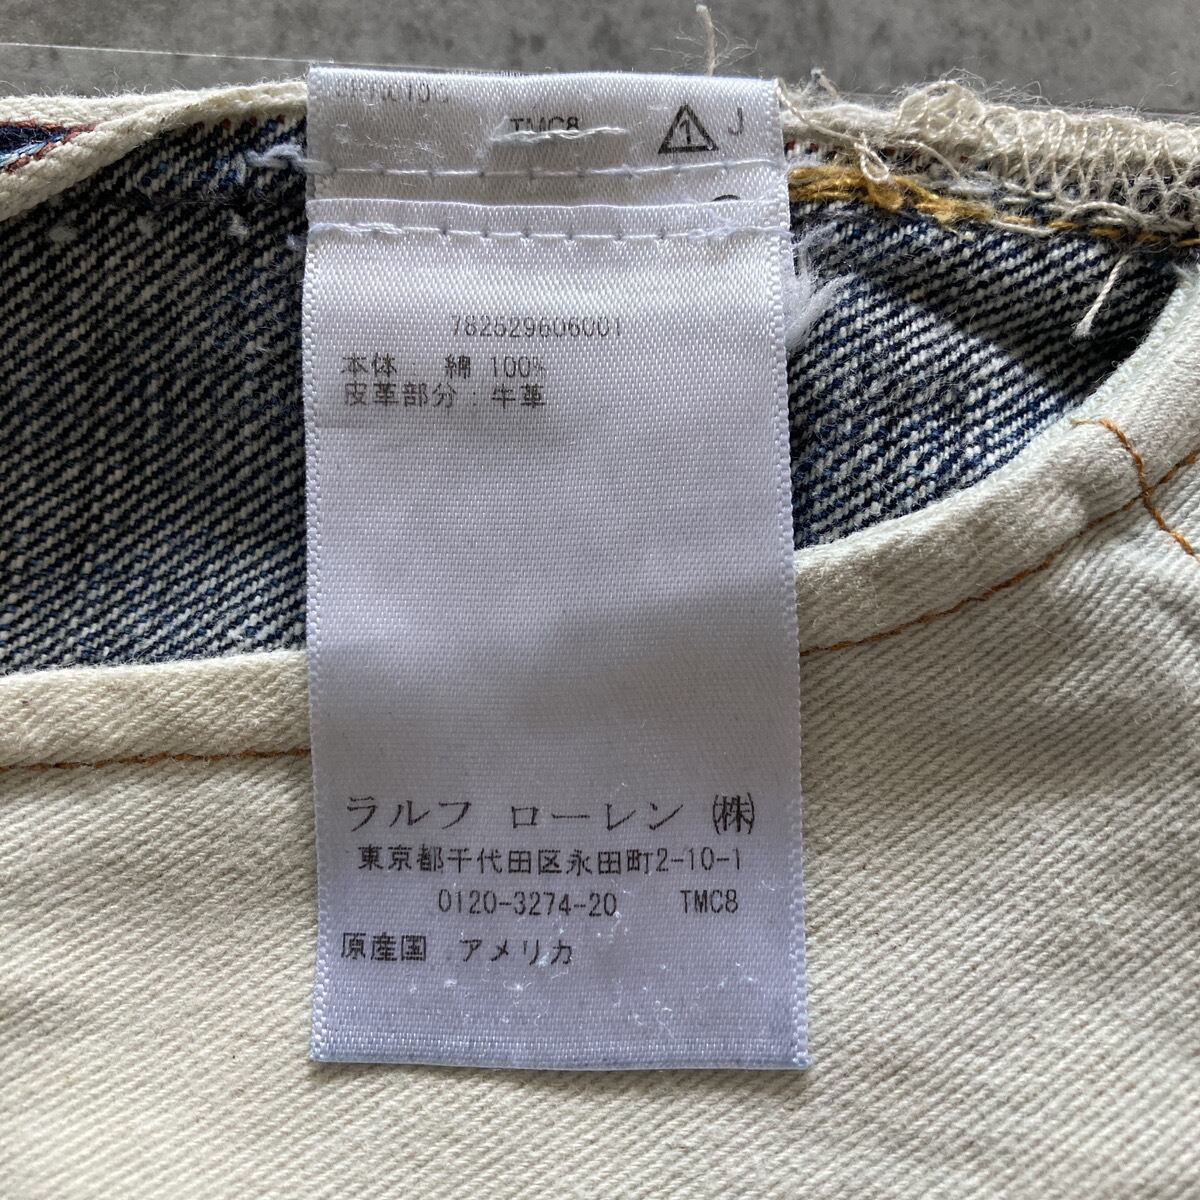 TMC8 1 J
782629606001
本体 綿 100%
皮革部分：牛革
ラルフ ローレン ㈱
東京都千代田区永田町2-10-1
0120-3274-20 TMC8
原産国 アメリカ